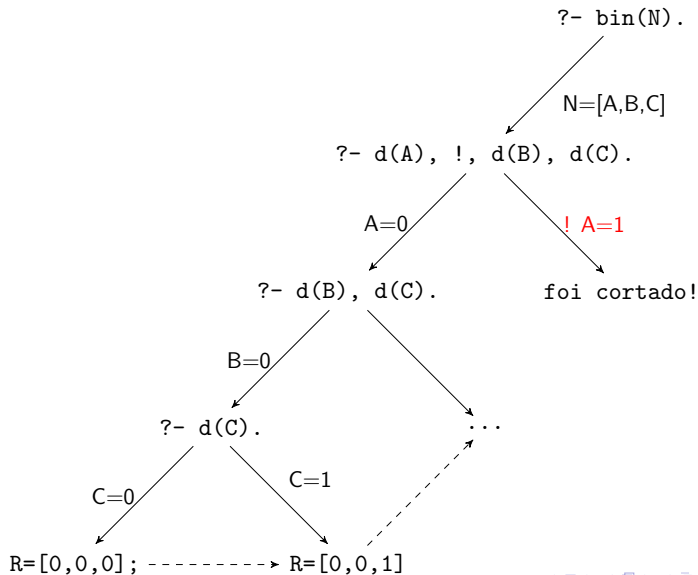 ?- bin(N).
N=[A,B,C]
?- d(A), !, d(B), d(C).
A=0
! A=1
?- d(B), d(C).
foi cortado!
B=0
?- d(C).
...
C=0
C=1
R=[0,0,0];
R=[0,0,1]